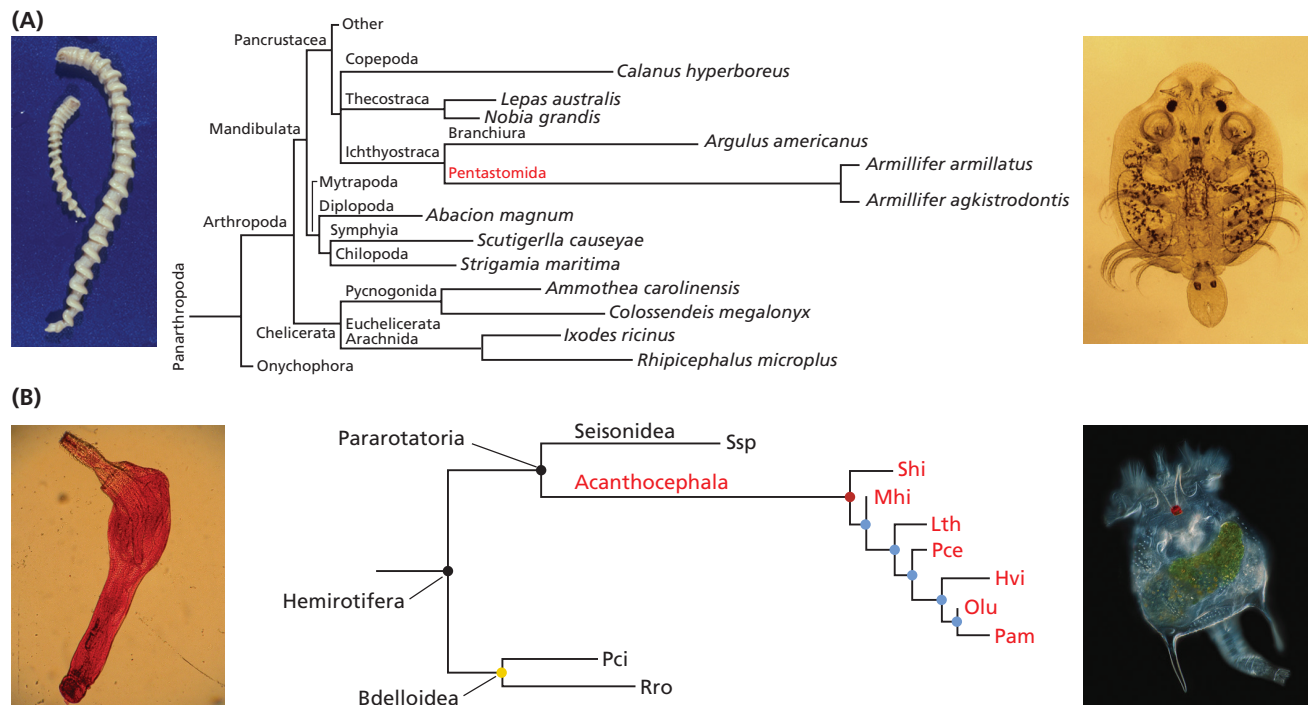 (A)
Other
Pancrustacea
Copepoda
Calanus hyperboreus
Thecostraca
Lepas australis
Nobia grandis
Mandibulata
Branchiura
Argulus americanus
Ichthyostraca
Armillifer armillatus
Pentastomida
Mytrapoda
Armillifer agkistrodontis
Diplopoda
Abacion magnum
Arthropoda
Symphyia
Scutigerlla causeyae
Chilopoda
Strigamia maritima
Panarthropoda
Pycnogonida
Ammothea carolinensis
Colossendeis megalonyx
Chelicerata
Euchelicerata
Arachnida
Ixodes ricinus
Rhipicephalus microplus
Onychophora
(B)
Pararotatoria
Seisonidea
Ssp
Acanthocephala
Shi
Mhi
Lth
Pce
Hvi
Hemirotifera
Olu
Pam
Pci
Bdelloidea
Rro